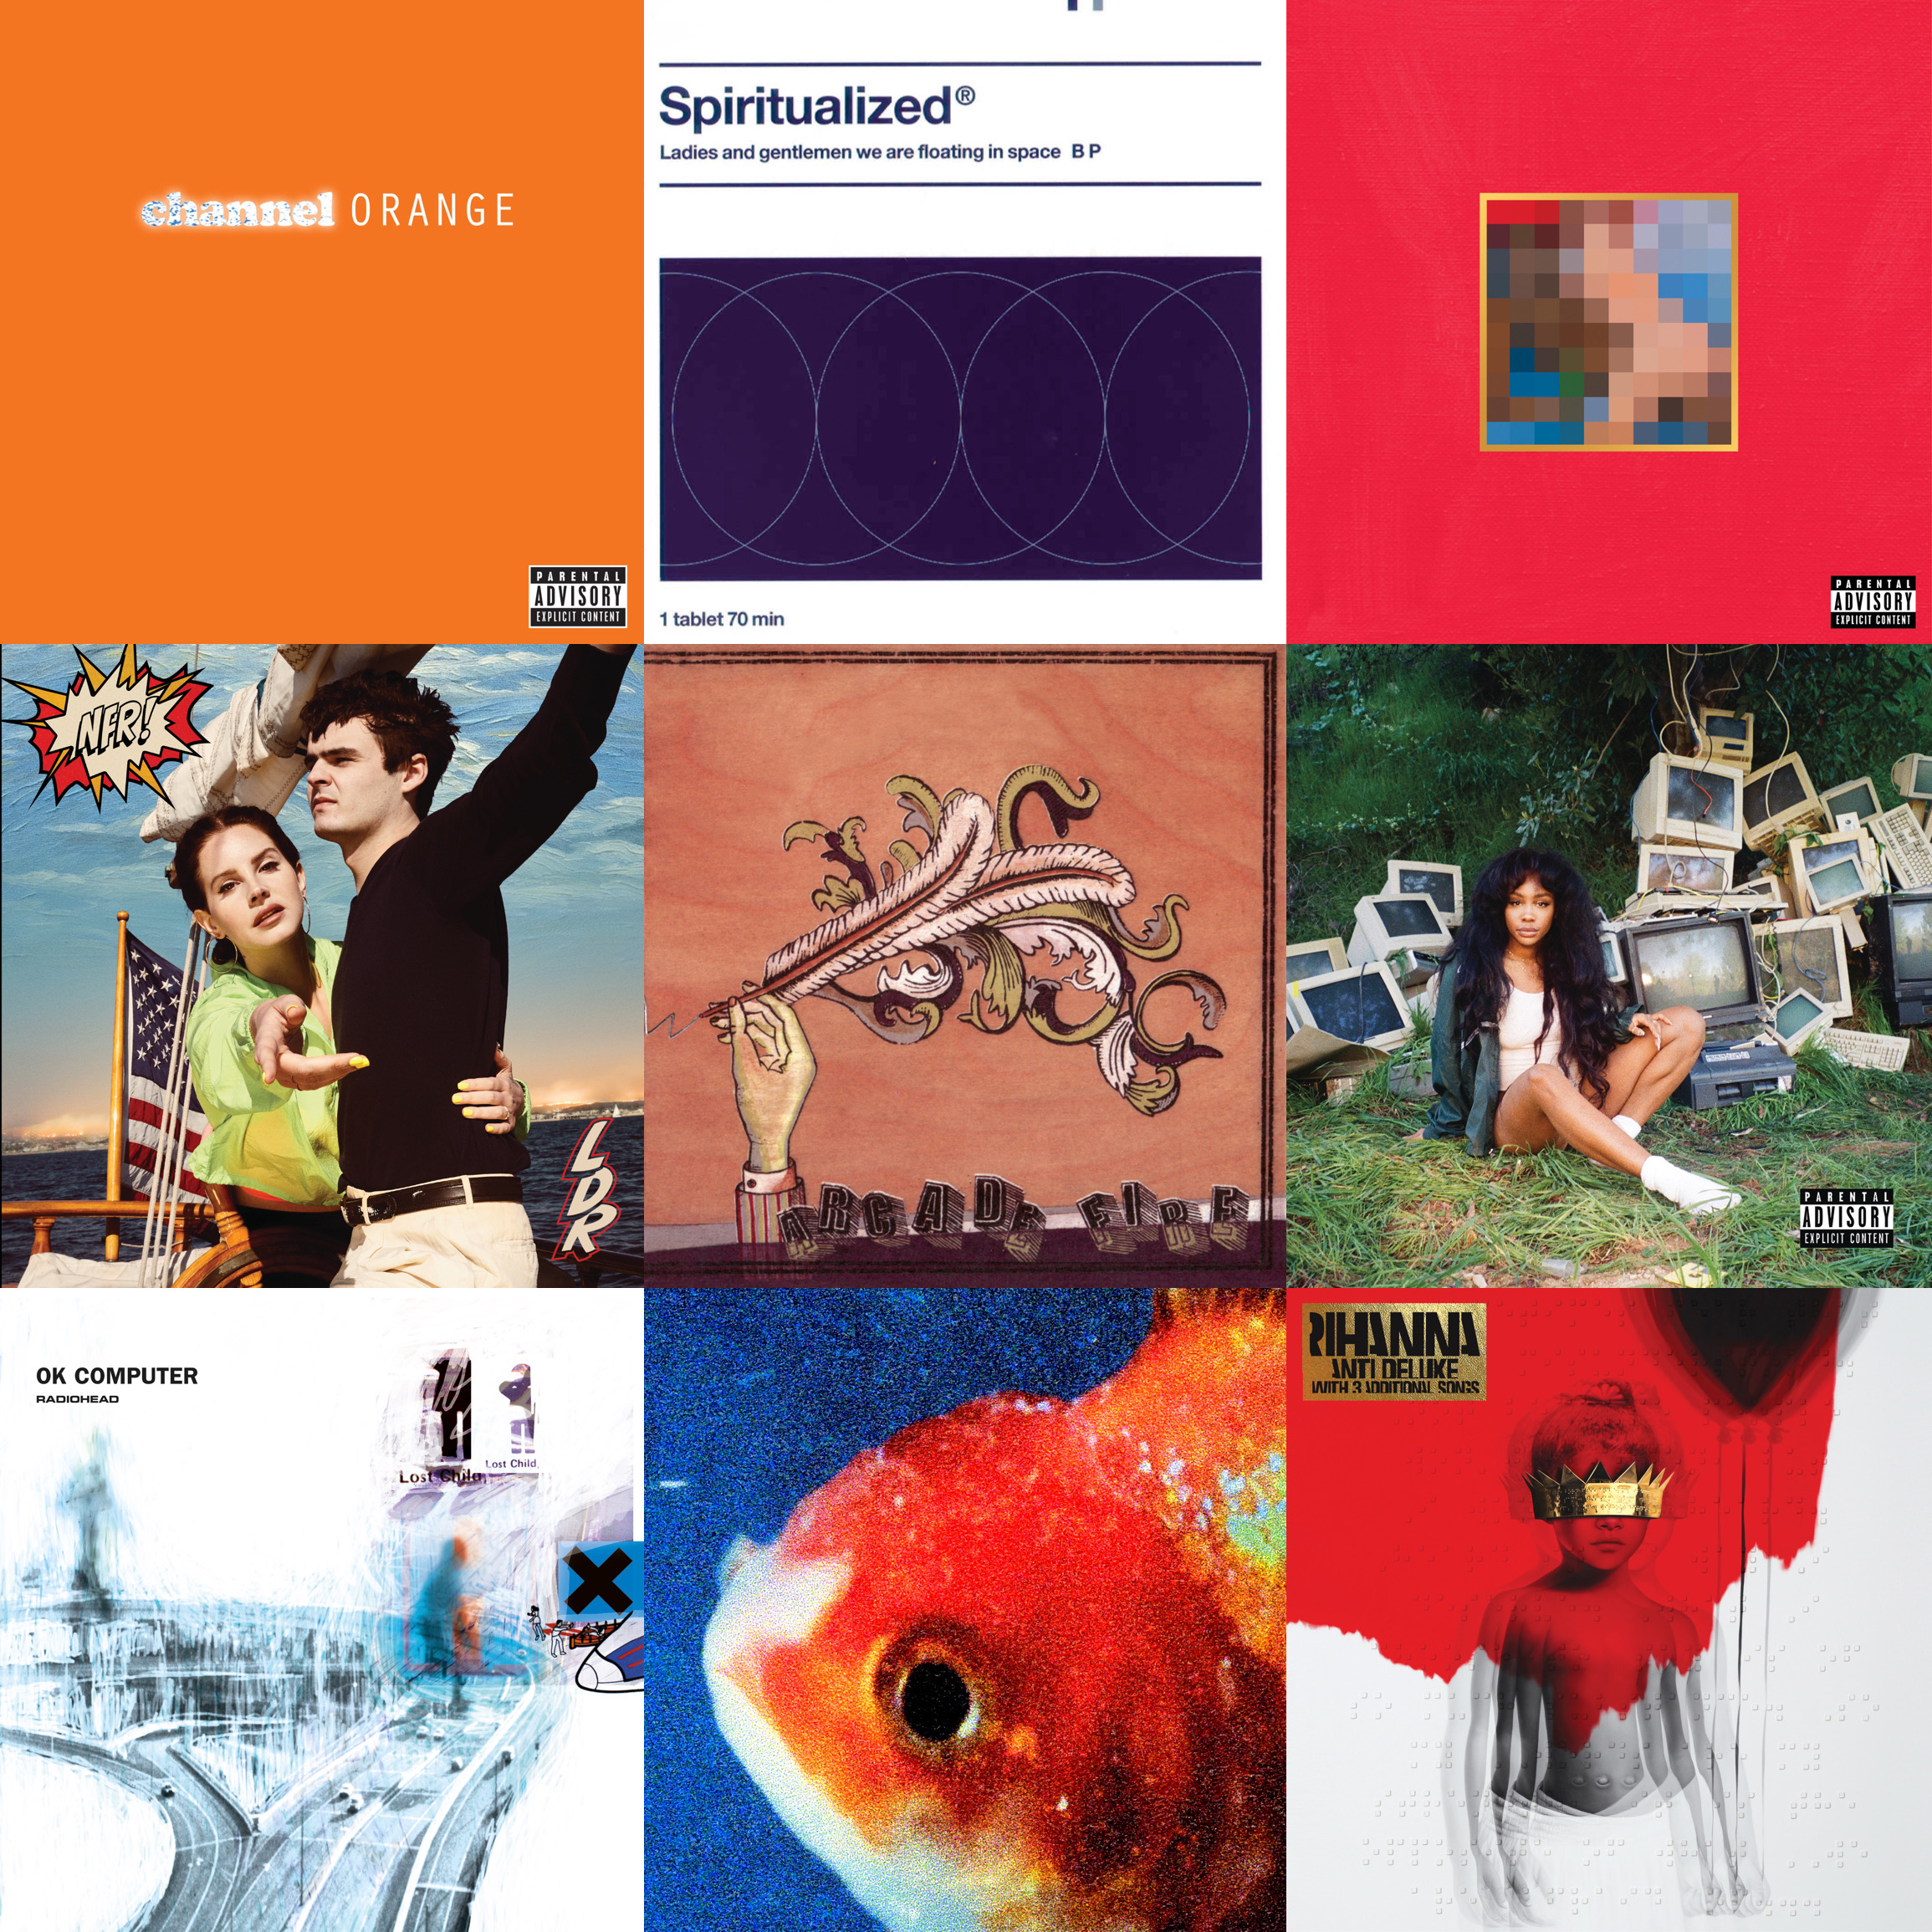 channel ORANGE
PARENTAL
ADVISORY
EXPLICIT CONTENT
Spiritualized®
Ladies and gentlemen we are floating in space B P
1 tablet 70 min
PARENTAL
ADVISORY
EXPLICIT CONTENT
NFR!
LDR
ARCADE FIRE
PARENTAL
ADVISORY
EXPLICIT CONTENT
OK COMPUTER
RADIOHEAD
Lost Child
Lost Child
RIHANNA
ANTI DELUXE
WITH 3 ADDITIONAL SONGS